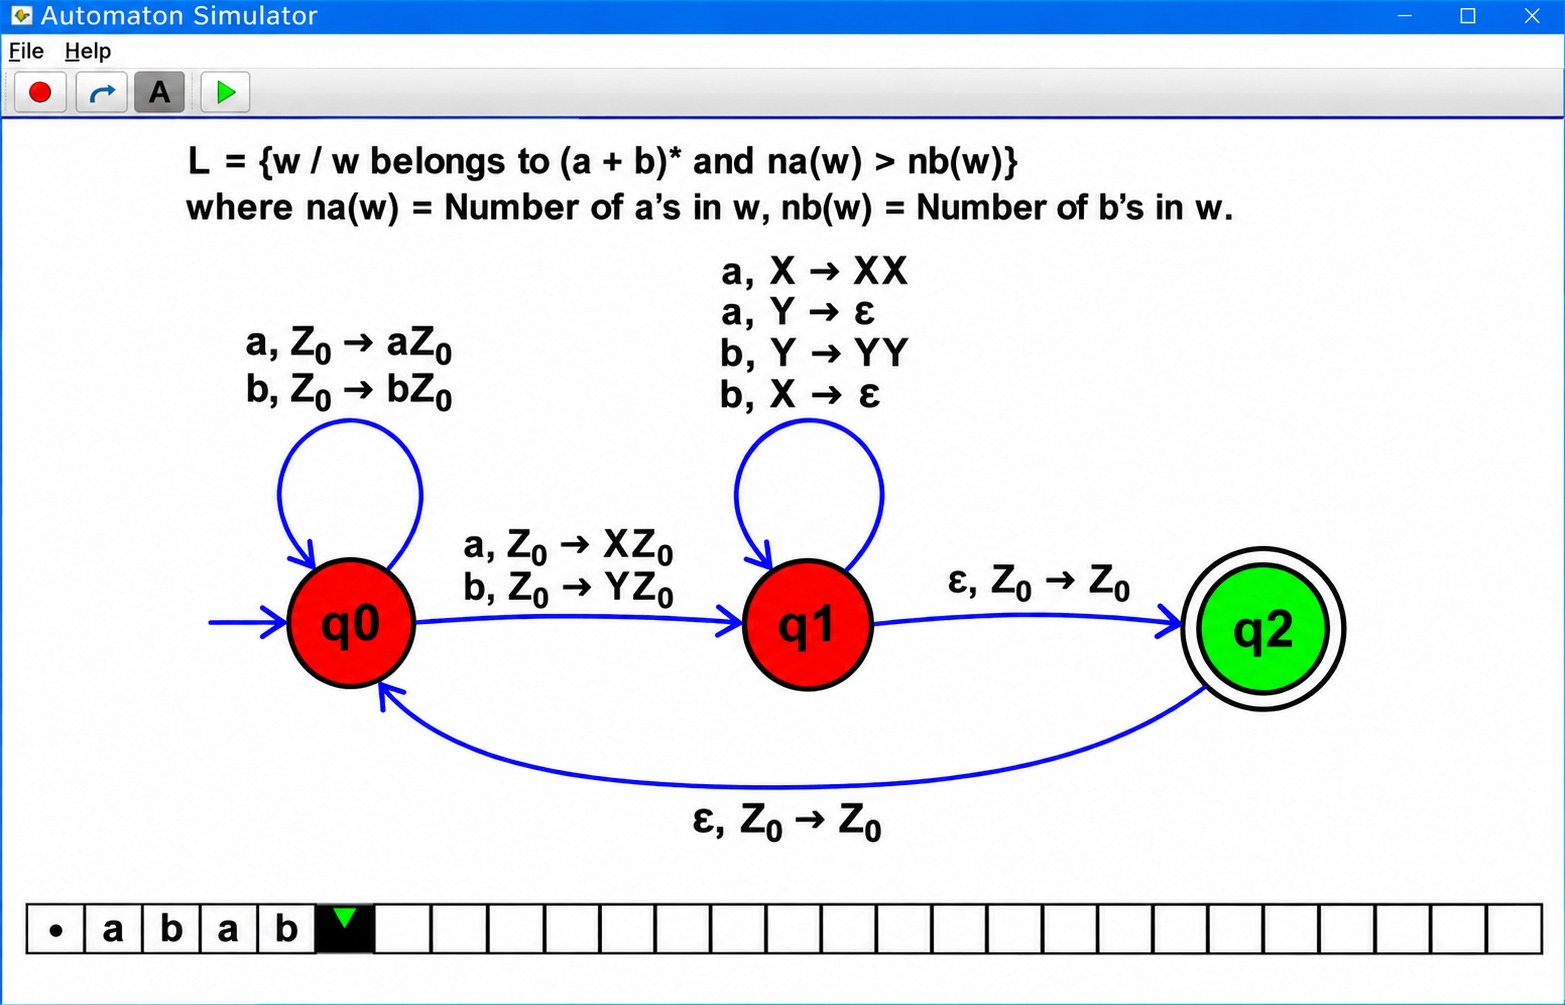 Automaton Simulator
File Help
A
L = {w / w belongs to (a + b)* and na(w) > nb(w)}
where na(w) = Number of a’s in w, nb(w) = Number of b’s in w.
a, X → XX
a, Y → ε
b, Y → YY
b, X → ε
a, Z₀ → aZ₀
b, Z₀ → bZ₀
a, Z₀ → XZ₀
b, Z₀ → YZ₀
ε, Z₀ → Z₀
q0 q1 q2
ε, Z₀ → Z₀
• a b a b